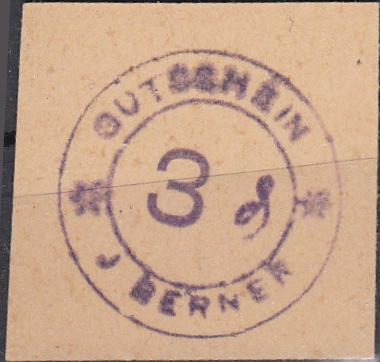 GUTSCHEIN
3 ₰
J BERNER